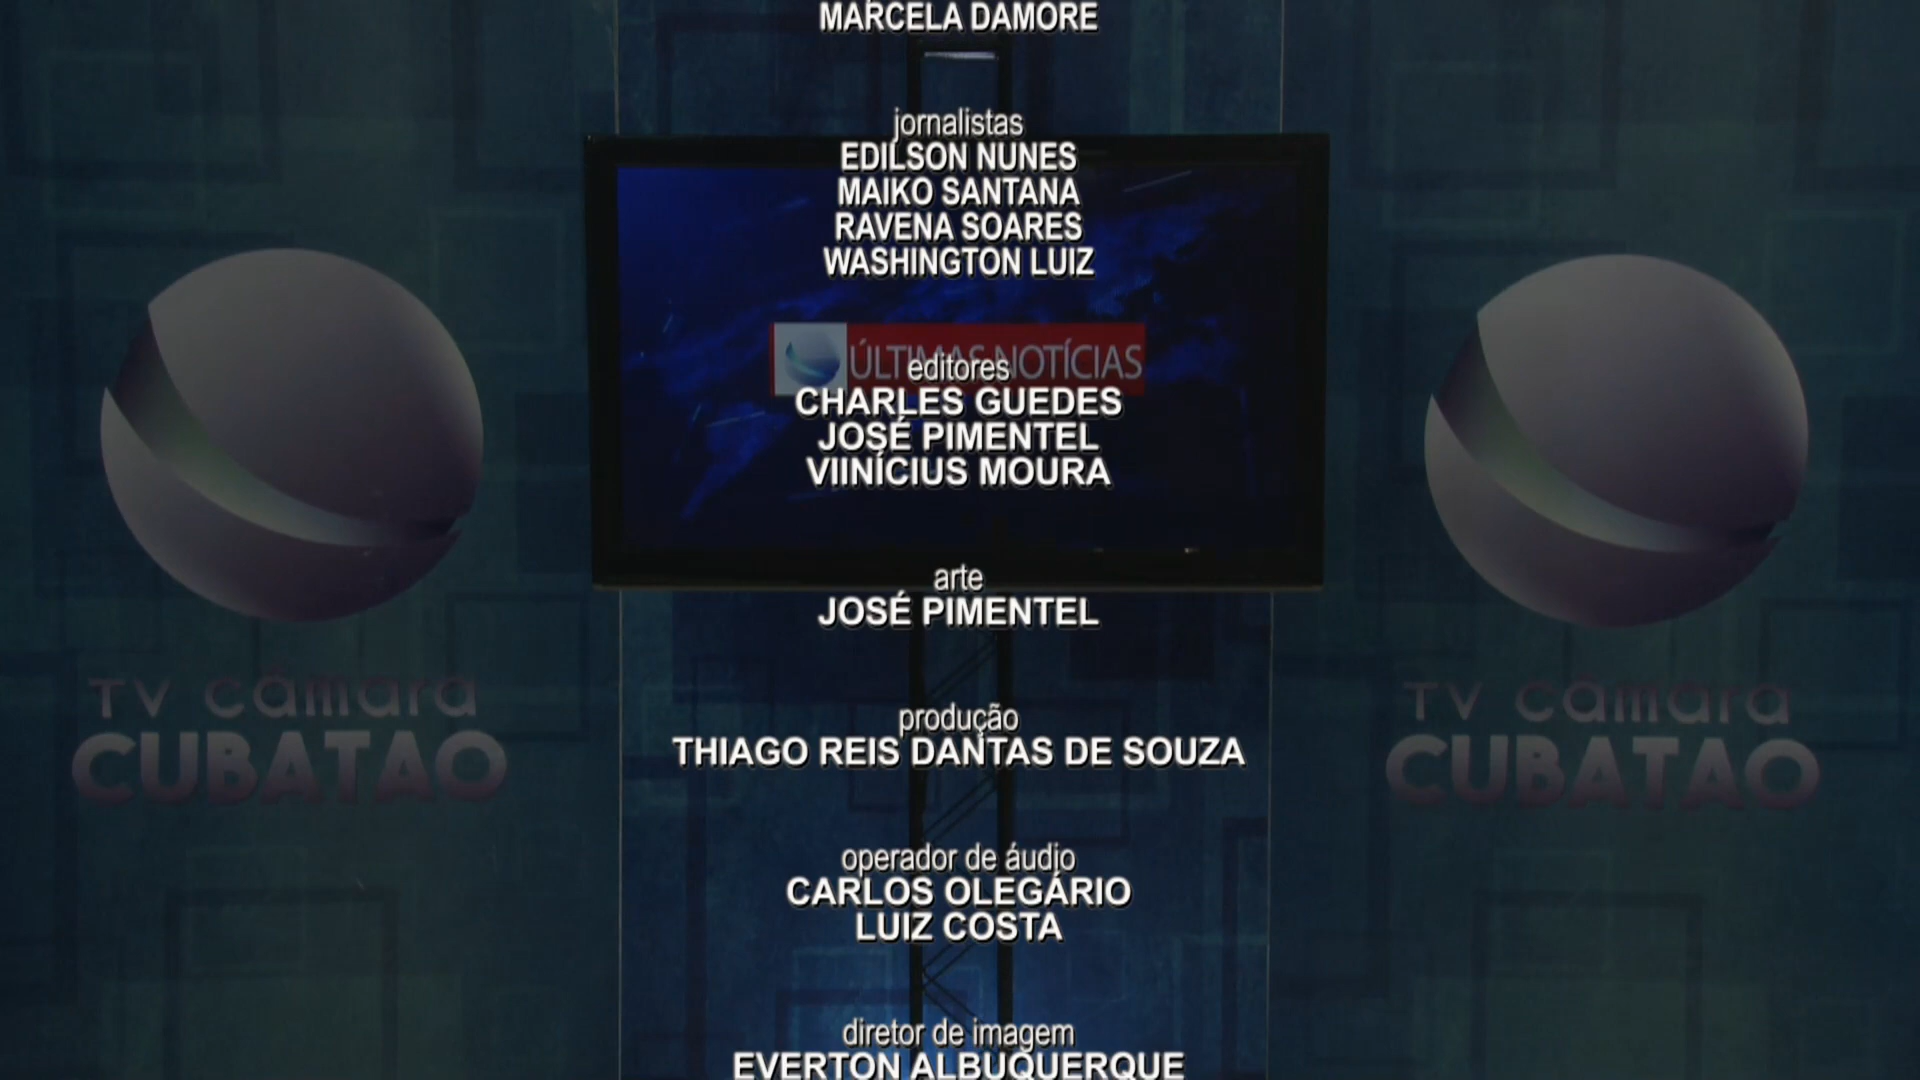 MARCELA DAMORE
jornalistas
EDILSON NUNES
MAIKO SANTANA
RAVENA SOARES
WASHINGTON LUIZ
ÚLTIMAS NOTÍCIAS
editores
CHARLES GUEDES
JOSÉ PIMENTEL
VIINÍCIUS MOURA
arte
JOSÉ PIMENTEL
TV CÂMARA
CUBATAO
TV CÂMARA
CUBATAO
produção
THIAGO REIS DANTAS DE SOUZA
operador de áudio
CARLOS OLEGÁRIO
LUIZ COSTA
diretor de imagem
EVERTON ALBUQUERQUE